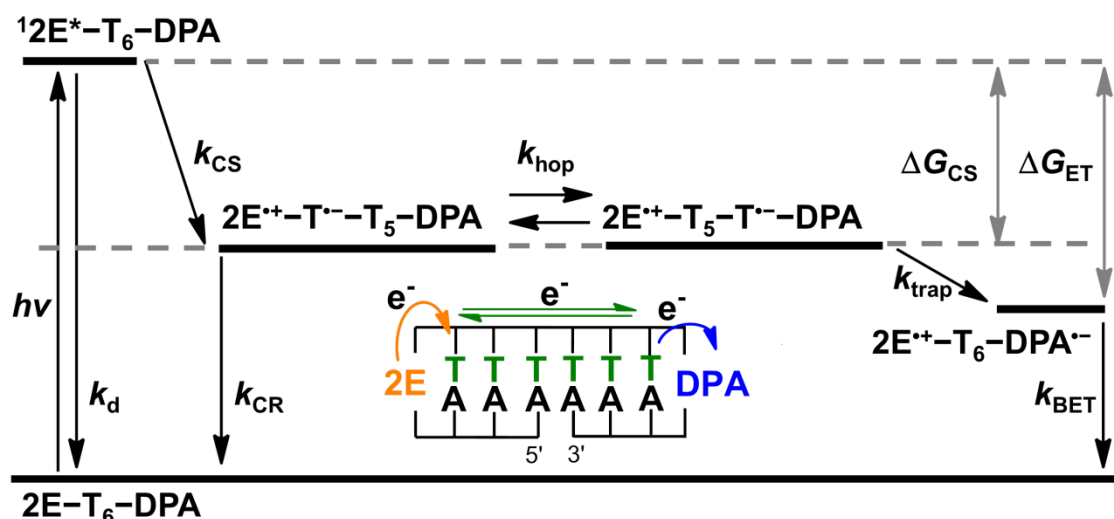 ¹2E*−T₆−DPA
k_CS
k_hop
ΔG_CS
ΔG_ET
2E•⁺−T•⁻−T₅−DPA
2E•⁺−T₅−T•⁻−DPA
hν
k_trap
e⁻
e⁻
e⁻
2E•⁺−T₆−DPA•⁻
T T T T T T
2E
DPA
A A A A A A
k_d
k_CR
k_BET
5' 3'
2E−T₆−DPA